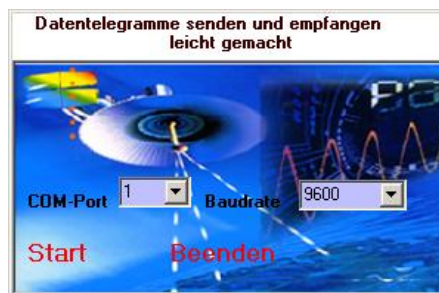 Datentelegramme senden und empfangen
leicht gemacht
COM-Port 1 Baudrate 9600
Start Beenden